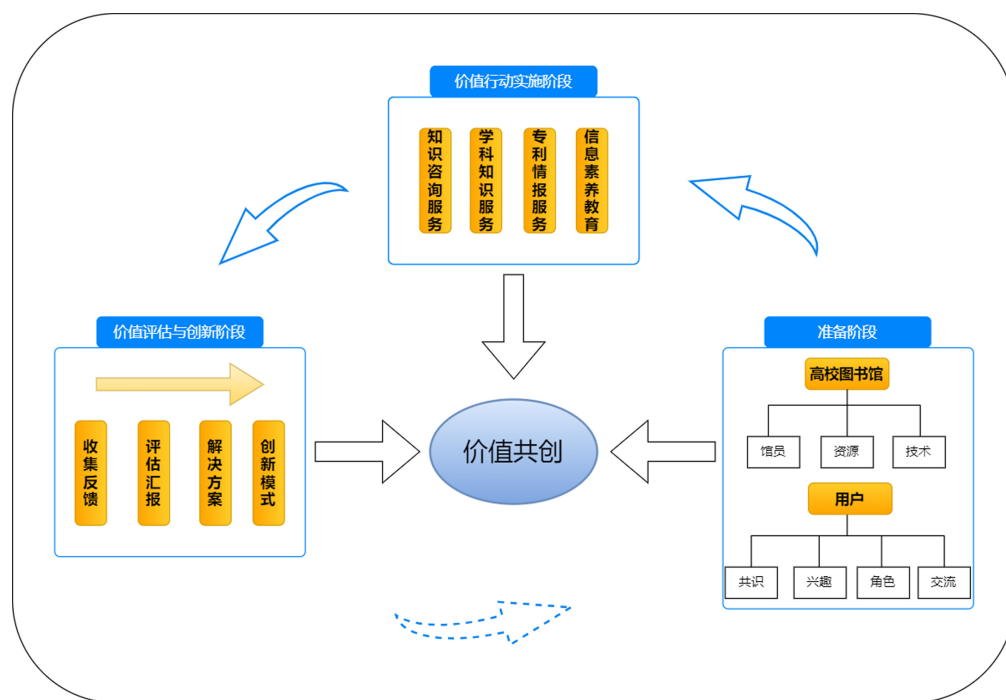 价值行动实施阶段
知识咨询服务
学科知识服务
专利情报服务
信息素养教育
价值评估与创新阶段
收集反馈
评估汇报
解决方案
创新模式
价值共创
准备阶段
高校图书馆
馆员
资源
技术
用户
共识
兴趣
角色
交流